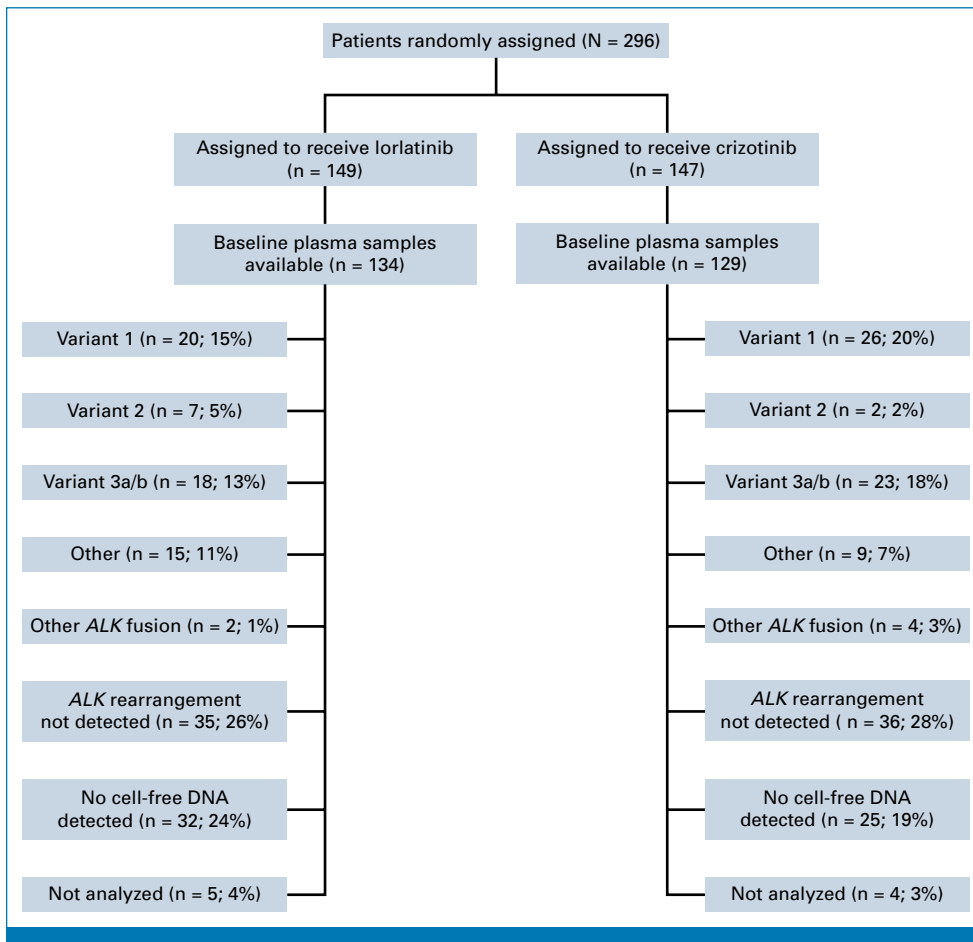 Patients randomly assigned (N = 296)
Assigned to receive lorlatinib
(n = 149)
Assigned to receive crizotinib
(n = 147)
Baseline plasma samples
available (n = 134)
Baseline plasma samples
available (n = 129)
Variant 1 (n = 20; 15%)
Variant 1 (n = 26; 20%)
Variant 2 (n = 7; 5%)
Variant 2 (n = 2; 2%)
Variant 3a/b (n = 18; 13%)
Variant 3a/b (n = 23; 18%)
Other (n = 15; 11%)
Other (n = 9; 7%)
Other ALK fusion (n = 2; 1%)
Other ALK fusion (n = 4; 3%)
ALK rearrangement
not detected (n = 35; 26%)
ALK rearrangement
not detected ( n = 36; 28%)
No cell-free DNA
detected (n = 32; 24%)
No cell-free DNA
detected (n = 25; 19%)
Not analyzed (n = 5; 4%)
Not analyzed (n = 4; 3%)